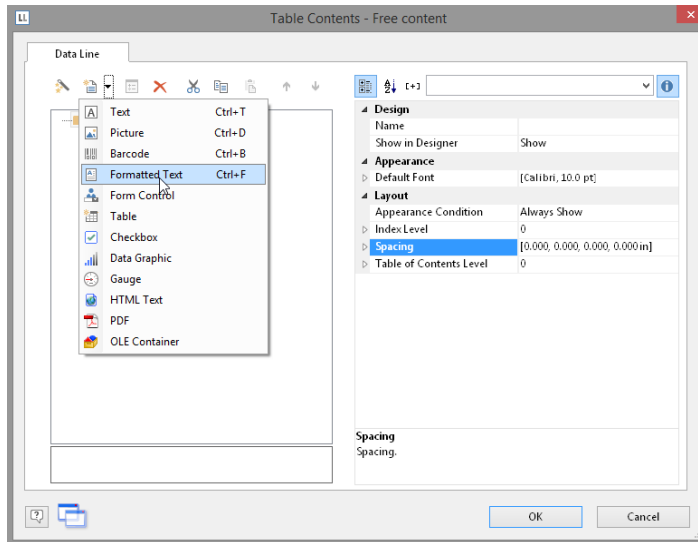 LL
Table Contents - Free content
Data Line
[+]
A Text Ctrl+T
Picture Ctrl+D
Barcode Ctrl+B
Formatted Text Ctrl+F
Form Control
Table
Checkbox
Data Graphic
Gauge
HTML Text
PDF
OLE Container
Design
Name
Show in Designer Show
Appearance
Default Font [Calibri, 10.0 pt]
Layout
Appearance Condition Always Show
Index Level 0
Spacing [0.000, 0.000, 0.000, 0.000 in]
Table of Contents Level 0
Spacing
Spacing.
OK Cancel